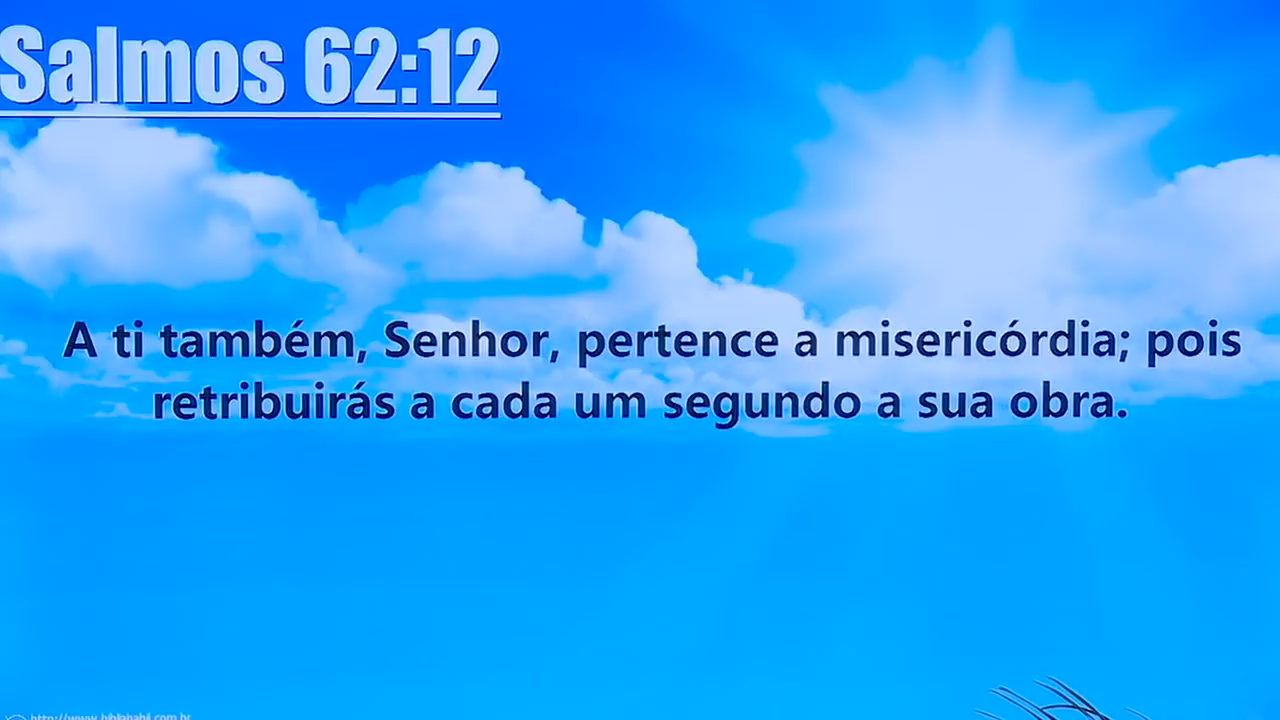 Salmos 62:12
A ti também, Senhor, pertence a misericórdia; pois
retribuirás a cada um segundo a sua obra.